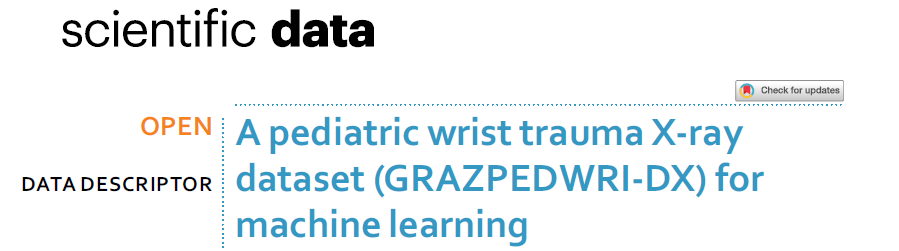 scientific data
Check for updates
OPEN
A pediatric wrist trauma X-ray
DATA DESCRIPTOR
dataset (GRAZPEDWRI-DX) for
machine learning